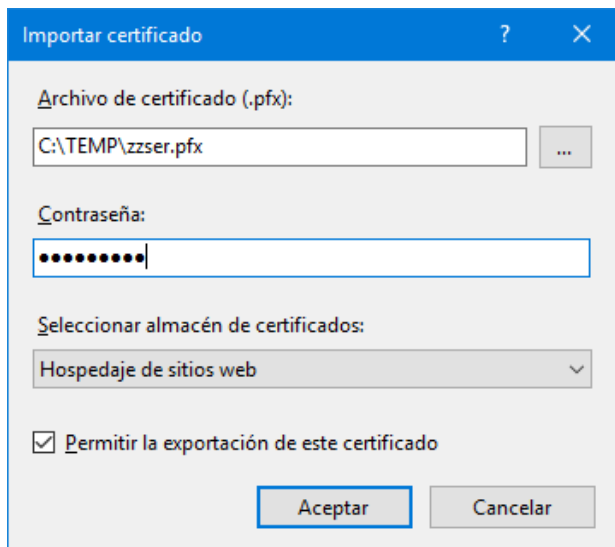 Importar certificado ? ×
Archivo de certificado (.pfx):
C:\TEMP\zzser.pfx ...
Contraseña:
●●●●●●●●●
Seleccionar almacén de certificados:
Hospedaje de sitios web
Permitir la exportación de este certificado
Aceptar Cancelar